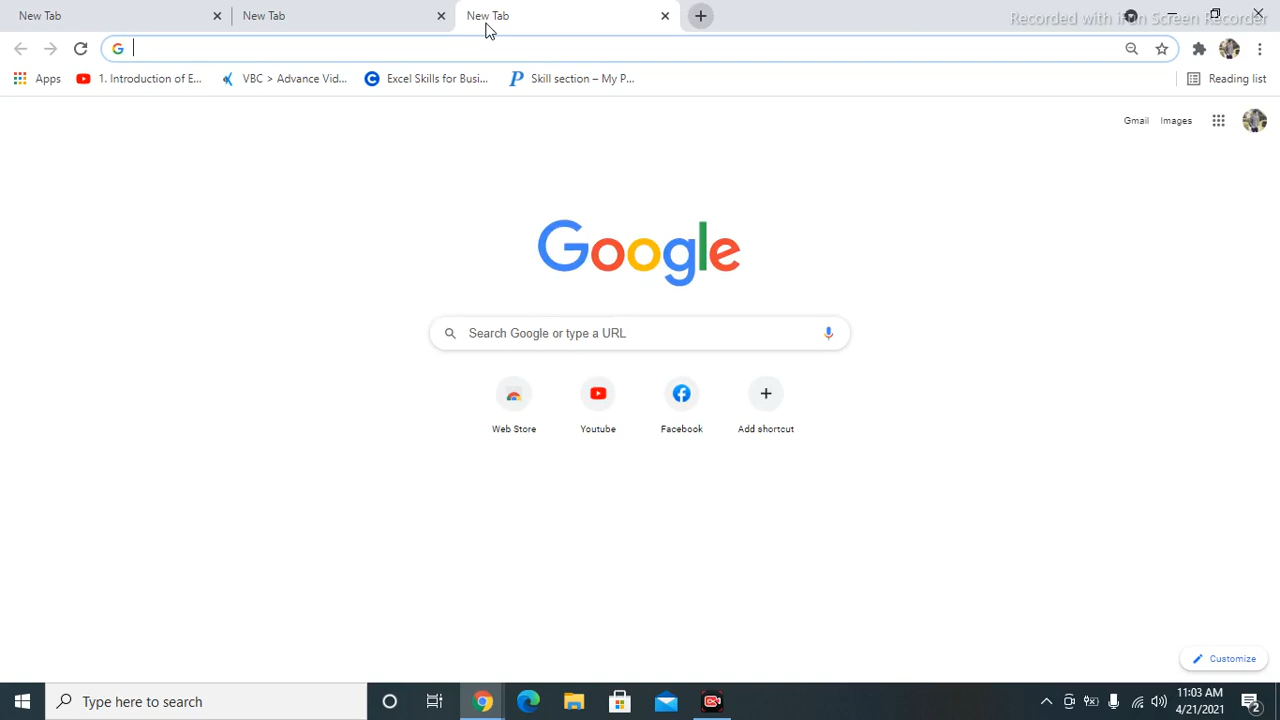 New Tab
New Tab
New Tab
Recorded with iFun Screen Recorder
Apps
1. Introduction of E...
VBC > Advance Vid...
Excel Skills for Busi...
Skill section – My P...
Reading list
Gmail
Images
Google
Search Google or type a URL
Web Store
Youtube
Facebook
Add shortcut
Customize
Type here to search
11:03 AM
4/21/2021
2